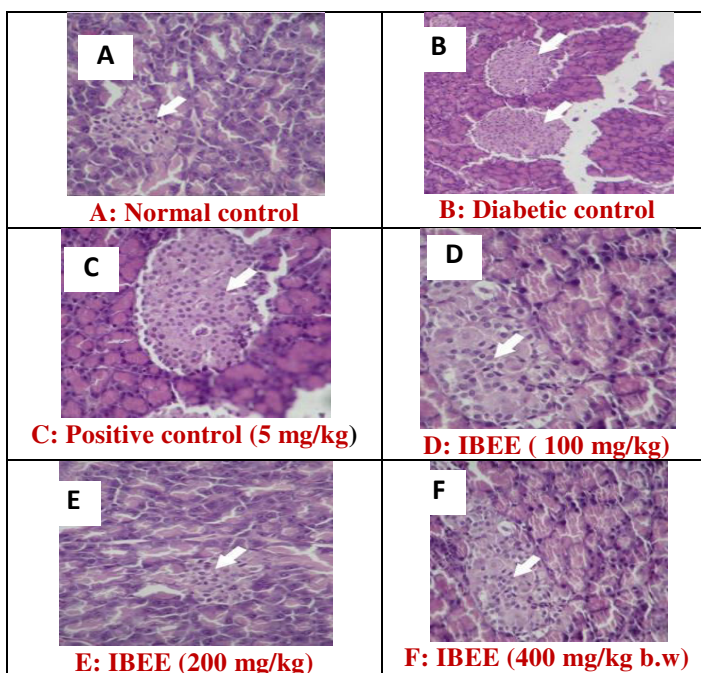 A
B
A: Normal control
B: Diabetic control
C
D
C: Positive control (5 mg/kg)
D: IBEE ( 100 mg/kg)
E
F
E: IBEE (200 mg/kg)
F: IBEE (400 mg/kg b.w)